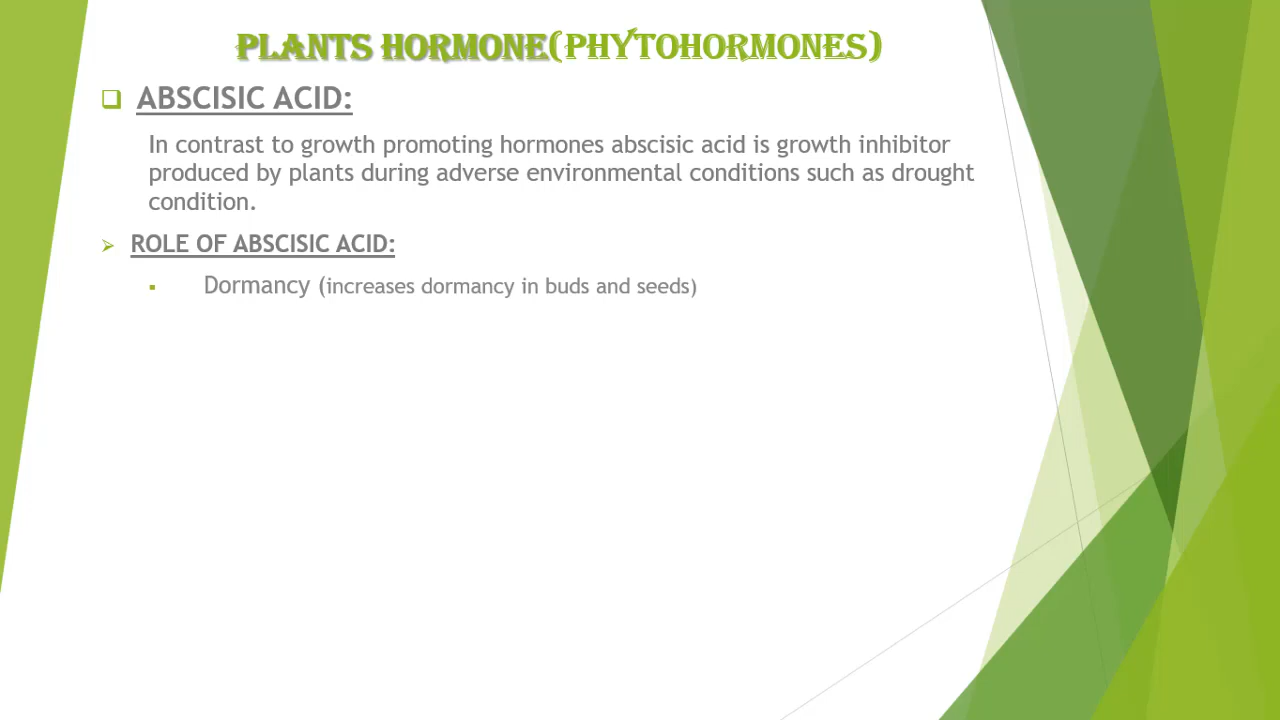 PLANTS HORMONE(PHYTOHORMONES)
ABSCISIC ACID:
In contrast to growth promoting hormones abscisic acid is growth inhibitor
produced by plants during adverse environmental conditions such as drought
condition.
ROLE OF ABSCISIC ACID:
Dormancy (increases dormancy in buds and seeds)